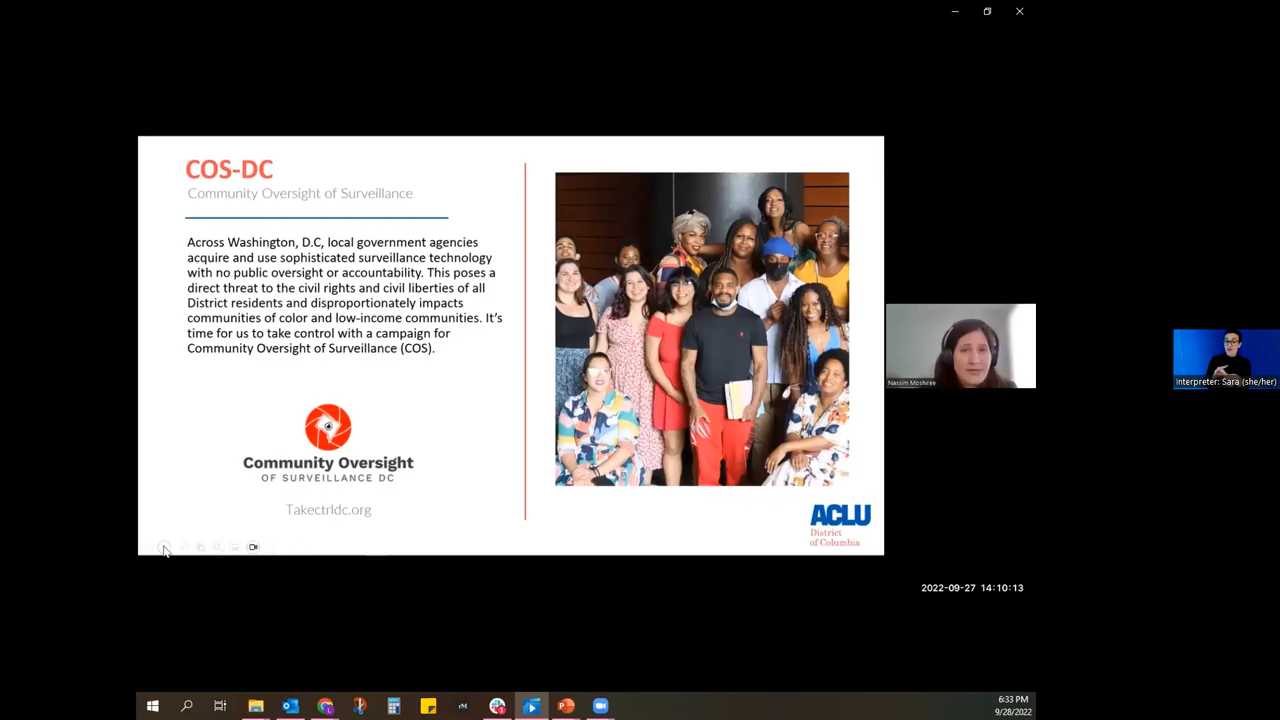 COS-DC
Community Oversight of Surveillance
Across Washington, D.C, local government agencies
acquire and use sophisticated surveillance technology
with no public oversight or accountability. This poses a
direct threat to the civil rights and civil liberties of all
District residents and disproportionately impacts
communities of color and low-income communities. It's
time for us to take control with a campaign for
Community Oversight of Surveillance (COS).
Community Oversight
OF SURVEILLANCE DC
Takectrldc.org
ACLU
District
of Columbia
Nassim Moshiree
Interpreter: Sara (she/her)
2022-09-27 14:10:13
rM
6:33 PM
9/28/2022